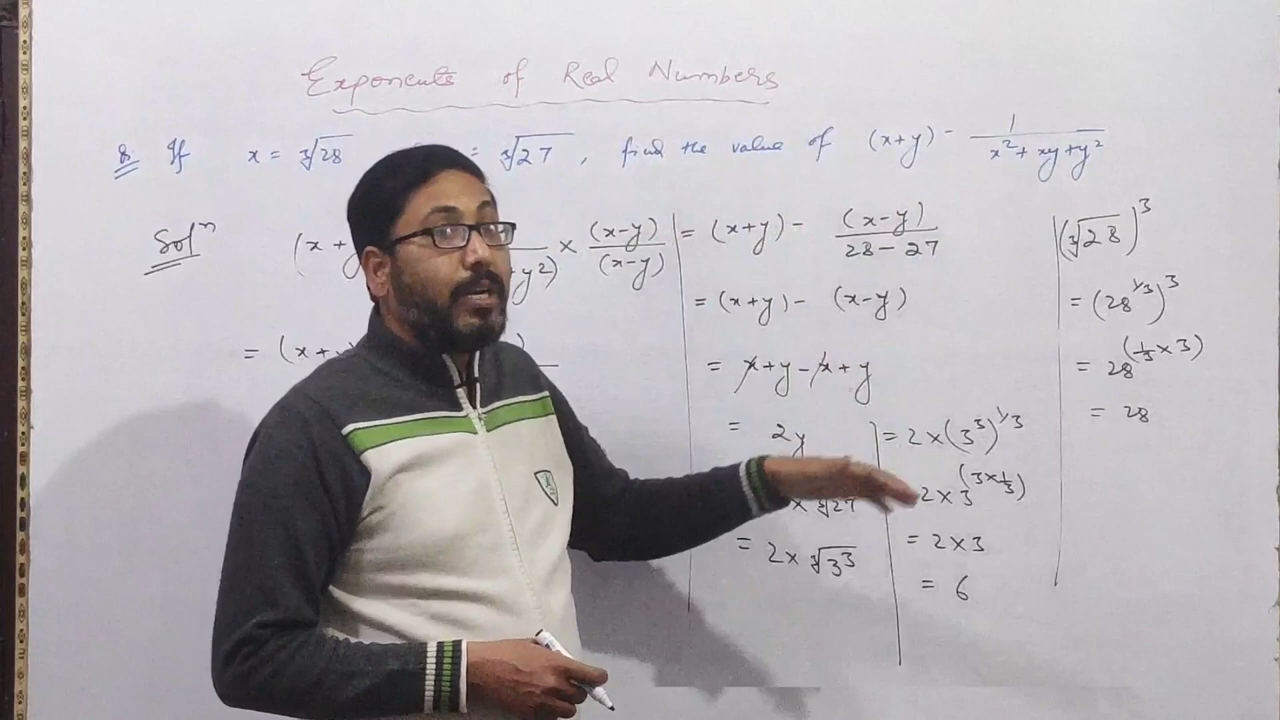 Exponents of Real Numbers
Q. If x = ∛28 = ∛27, find the value of (x+y) - 1/(x²+xy+y²)
Solⁿ (x+y y²) × (x-y)/(x-y)
= (x+y
= (x+y) - (x-y)/(28-27)
= (x+y) - (x-y)
= x+y-x+y
= 2y
× ∛27
= 2× ∛3³
= 2×(3³)^1/3
2×3^(3×1/3)
= 2×3
= 6
(∛28)³
= (28^1/3)³
= 28^(1/3×3)
= 28